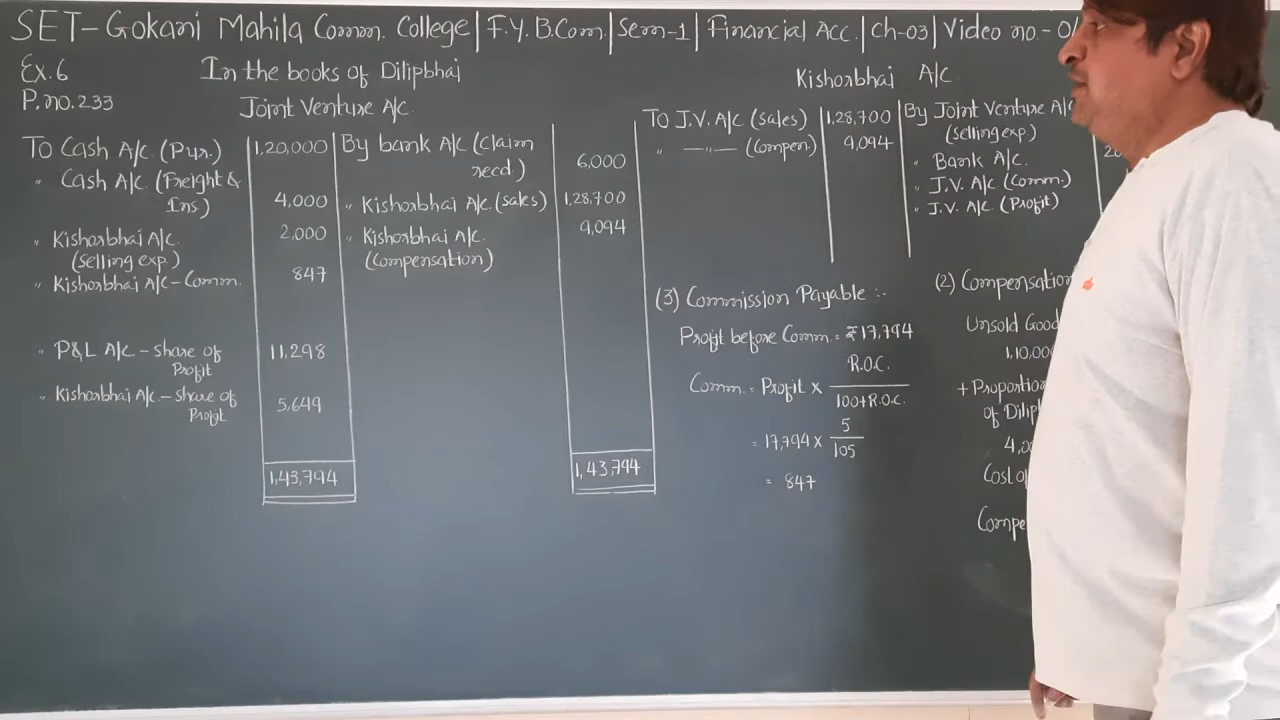 SET-Gokani Mahila Comm. College | F.Y. B.Com. | Sem-1 | Financial Acc. | Ch-03 | Video no.- 0
Ex.6
P.no.233
In the books of Dilipbhai
Joint Venture A/c
To Cash A/c (Pur.) 1,20,000 By bank A/c (claim
recd.) 6,000
" Cash A/c (Freight &
Ins) 4,000 " Kishorbhai A/c (sales) 1,28,700
" Kishorbhai A/c. 2,000 " Kishorbhai A/c. 9,094
(selling exp.) (Compensation)
" Kishorbhai A/c - Comm. 847
" P&L A/c - share of 11,298
Profit
" Kishorbhai A/c. - share of 5,649
Profit
1,43,794 1,43,794
Kishorbhai A/c
To J.V. A/c (sales) 1,28,700 By Joint Venture A/c
(selling exp.)
" —"— (Compen.) 9,094
" Bank A/c. 20
" J.V. A/c. (Comm.)
" J.V. A/c (Profit)
(3) Commission Payable :-
Profit before Comm. = ₹ 17,794
Comm. = Profit × R.O.C. / 100+R.O.C.
= 17,794 × 5 / 105
= 847
(2) Compensation
Unsold Good
1,10,000
+ Proportion
of Dilip
4,0
Cost o
Compe